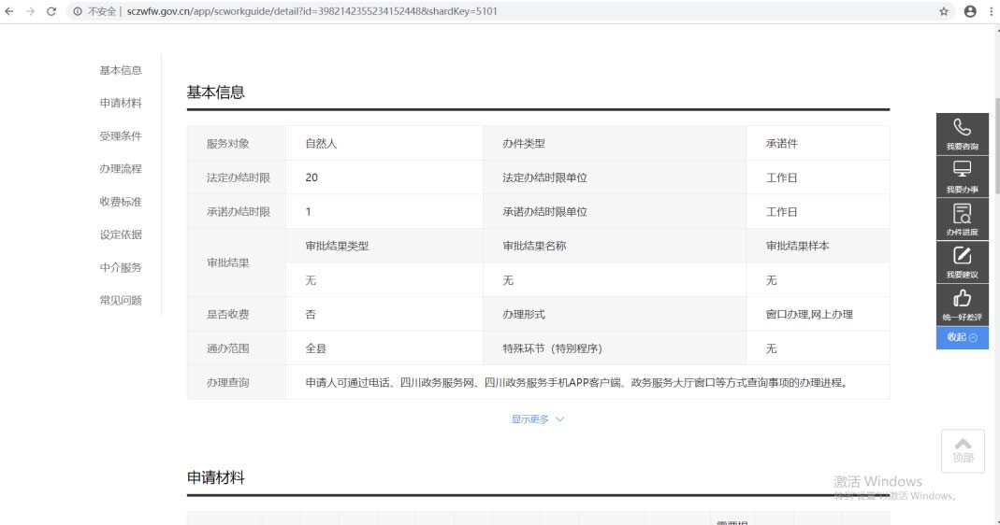 不安全 | sczwfw.gov.cn/app/scworkguide/detail?id=3982142355234152448&shardKey=5101
基本信息
申请材料
受理条件
办理流程
收费标准
设定依据
中介服务
常见问题
基本信息
服务对象 自然人 办件类型 承诺件
法定办结时限 20 法定办结时限单位 工作日
承诺办结时限 1 承诺办结时限单位 工作日
审批结果 审批结果类型 审批结果名称 审批结果样本
无 无 无
是否收费 否 办理形式 窗口办理,网上办理
通办范围 全县 特殊环节（特别程序） 无
办理查询 申请人可通过电话、四川政务服务网、四川政务服务手机APP客户端、政务服务大厅窗口等方式查询事项的办理进程。
显示更多
申请材料
需要提
我要咨询
我要办事
办件进度
我要建议
统一好差评
收起
顶部
激活 Windows
转到"设置"以激活 Windows。